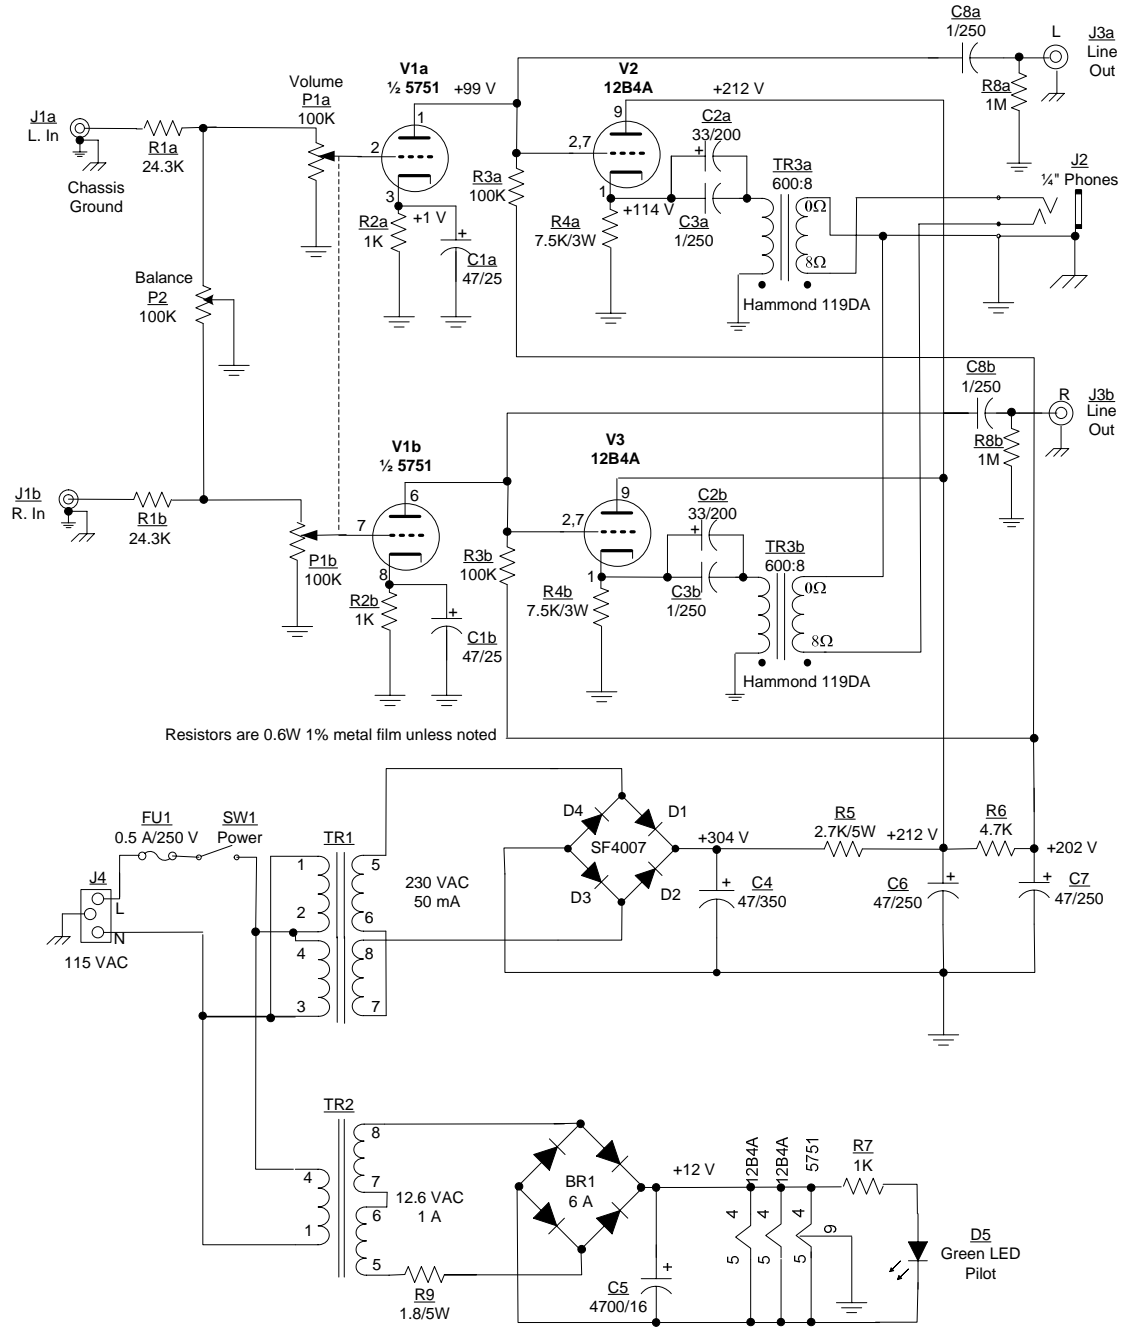 C8a
1/250
L
J3a
Line
Out
R8a
1M
V1a
½ 5751
+99 V
V2
12B4A
+212 V
Volume
P1a
100K
J1a
L. In
R1a
24.3K
Chassis
Ground
1
2
3
+1 V
R2a
1K
C1a
47/25
R3a
100K
9
2,7
1
+114 V
C2a
33/200
C3a
1/250
R4a
7.5K/3W
TR3a
600:8
0Ω
8Ω
Hammond 119DA
J2
¼" Phones
Balance
P2
100K
C8b
1/250
R
J3b
Line
Out
R8b
1M
V1b
½ 5751
V3
12B4A
J1b
R. In
R1b
24.3K
P1b
100K
6
7
8
R2b
1K
C1b
47/25
R3b
100K
9
2,7
1
C2b
33/200
C3b
1/250
R4b
7.5K/3W
TR3b
600:8
0Ω
8Ω
Hammond 119DA
Resistors are 0.6W 1% metal film unless noted
FU1
0.5 A/250 V
SW1
Power
J4
L
N
115 VAC
TR1
1
2
4
3
5
6
8
7
230 VAC
50 mA
D4
D1
SF4007
D3
D2
+304 V
C4
47/350
R5
2.7K/5W
+212 V
R6
4.7K
+202 V
C6
47/250
C7
47/250
TR2
4
1
8
7
6
5
12.6 VAC
1 A
R9
1.8/5W
BR1
6 A
+12 V
C5
4700/16
12B4A
12B4A
5751
4
4
4
5
5
5
9
R7
1K
D5
Green LED
Pilot